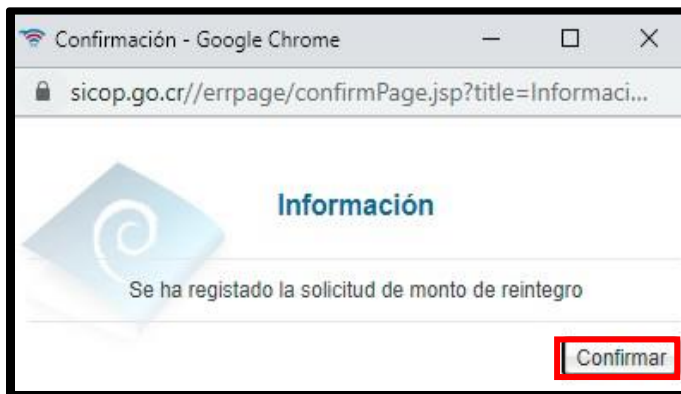 Confirmación - Google Chrome
sicop.go.cr//errpage/confirmPage.jsp?title=Informaci...
Información
Se ha registado la solicitud de monto de reintegro
Confirmar